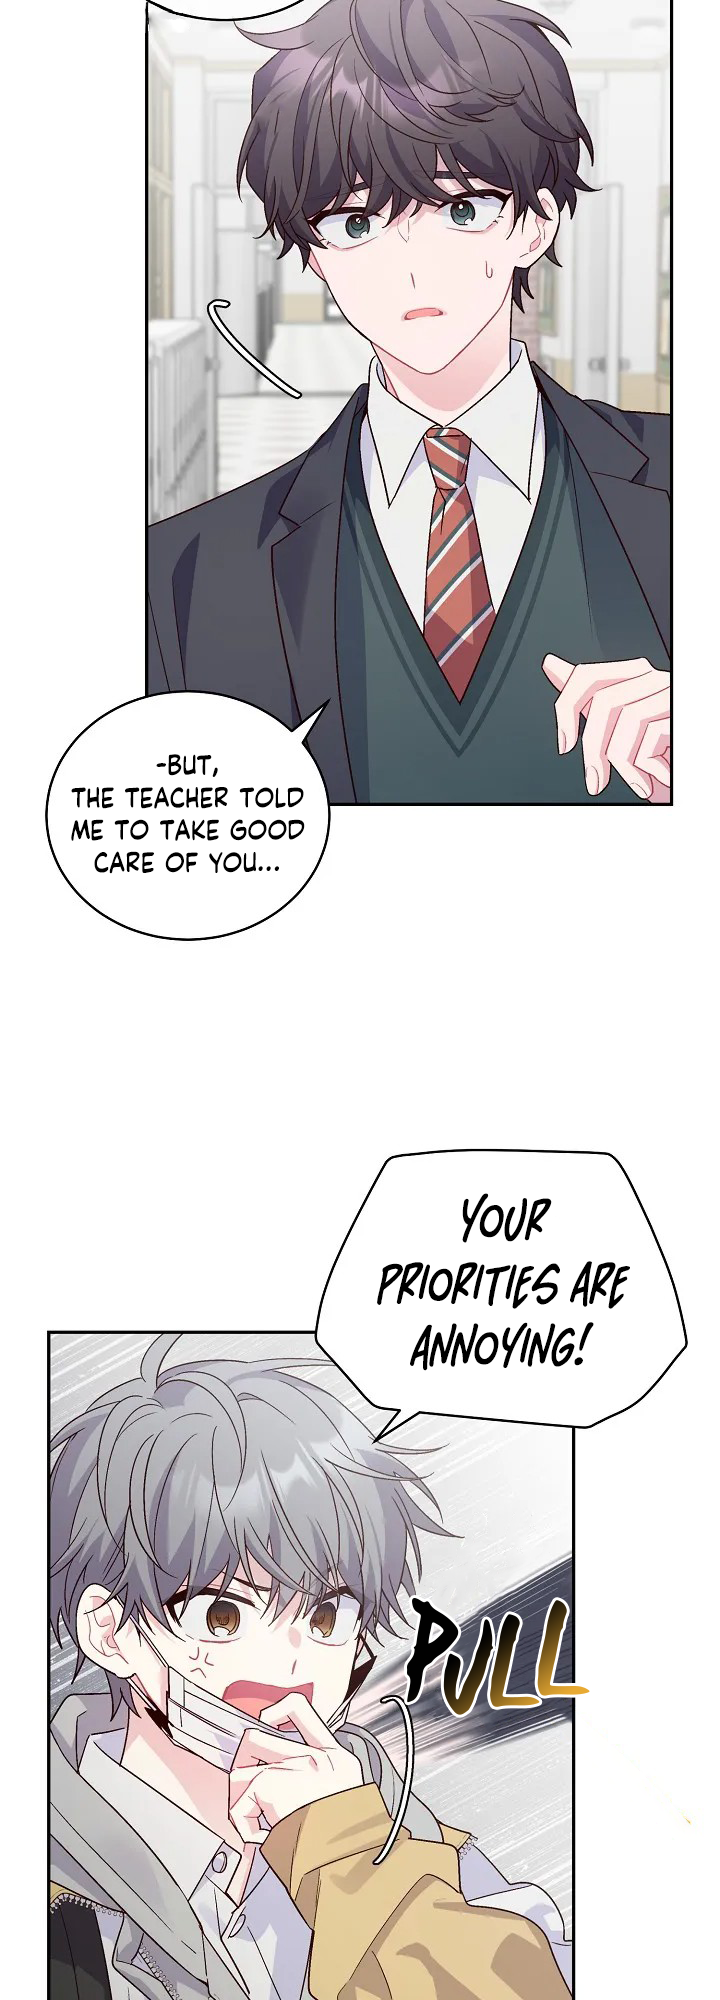 -BUT,
THE TEACHER TOLD
ME TO TAKE GOOD
CARE OF YOU...
YOUR
PRIORITIES ARE
ANNOYING!
PULL